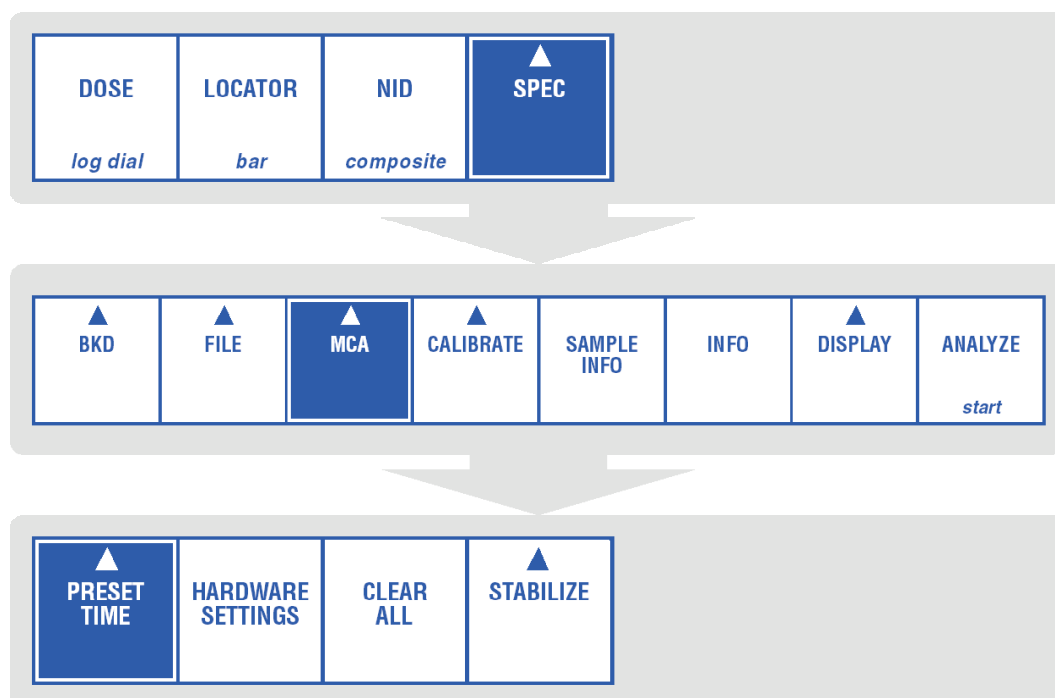 DOSE LOCATOR NID SPEC
log dial bar composite
BKD FILE MCA CALIBRATE SAMPLE INFO DISPLAY ANALYZE
INFO
start
PRESET HARDWARE CLEAR STABILIZE
TIME SETTINGS ALL